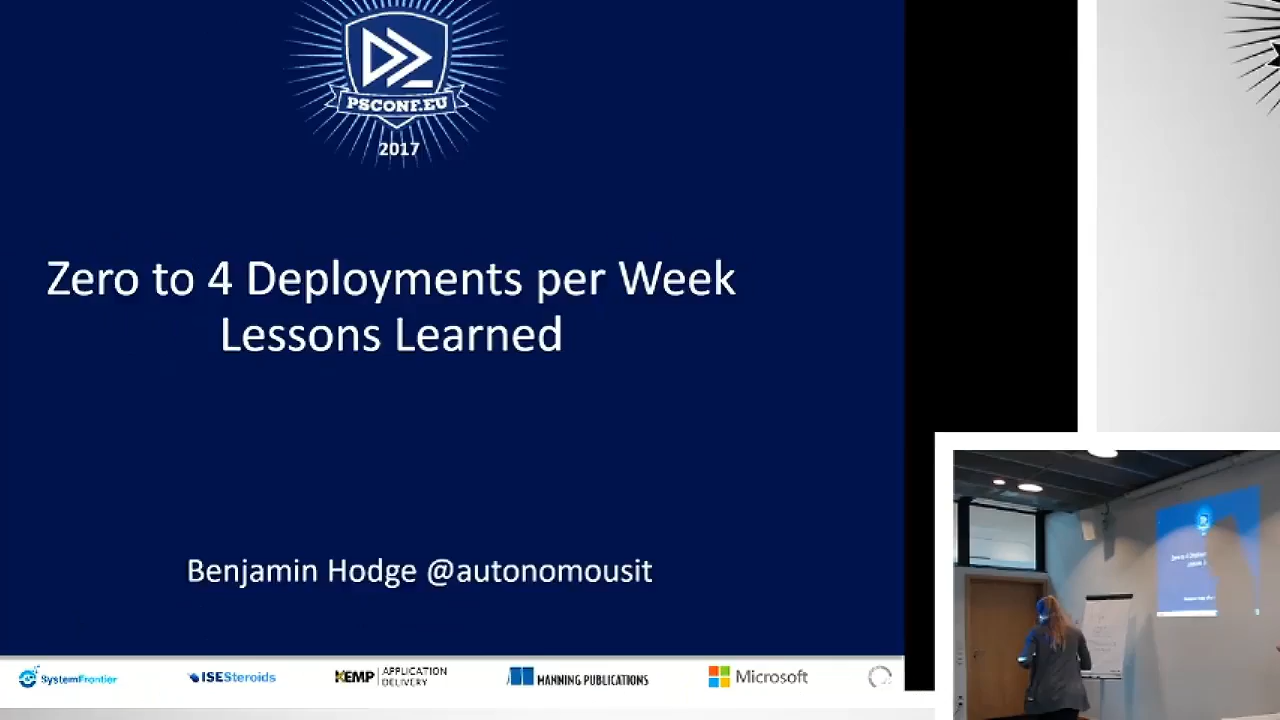 PSCONF.EU
2017
Zero to 4 Deployments per Week
Lessons Learned
Benjamin Hodge @autonomousit
SystemFrontier
ISESteroids
KEMP APPLICATION
DELIVERY
MANNING PUBLICATIONS
Microsoft